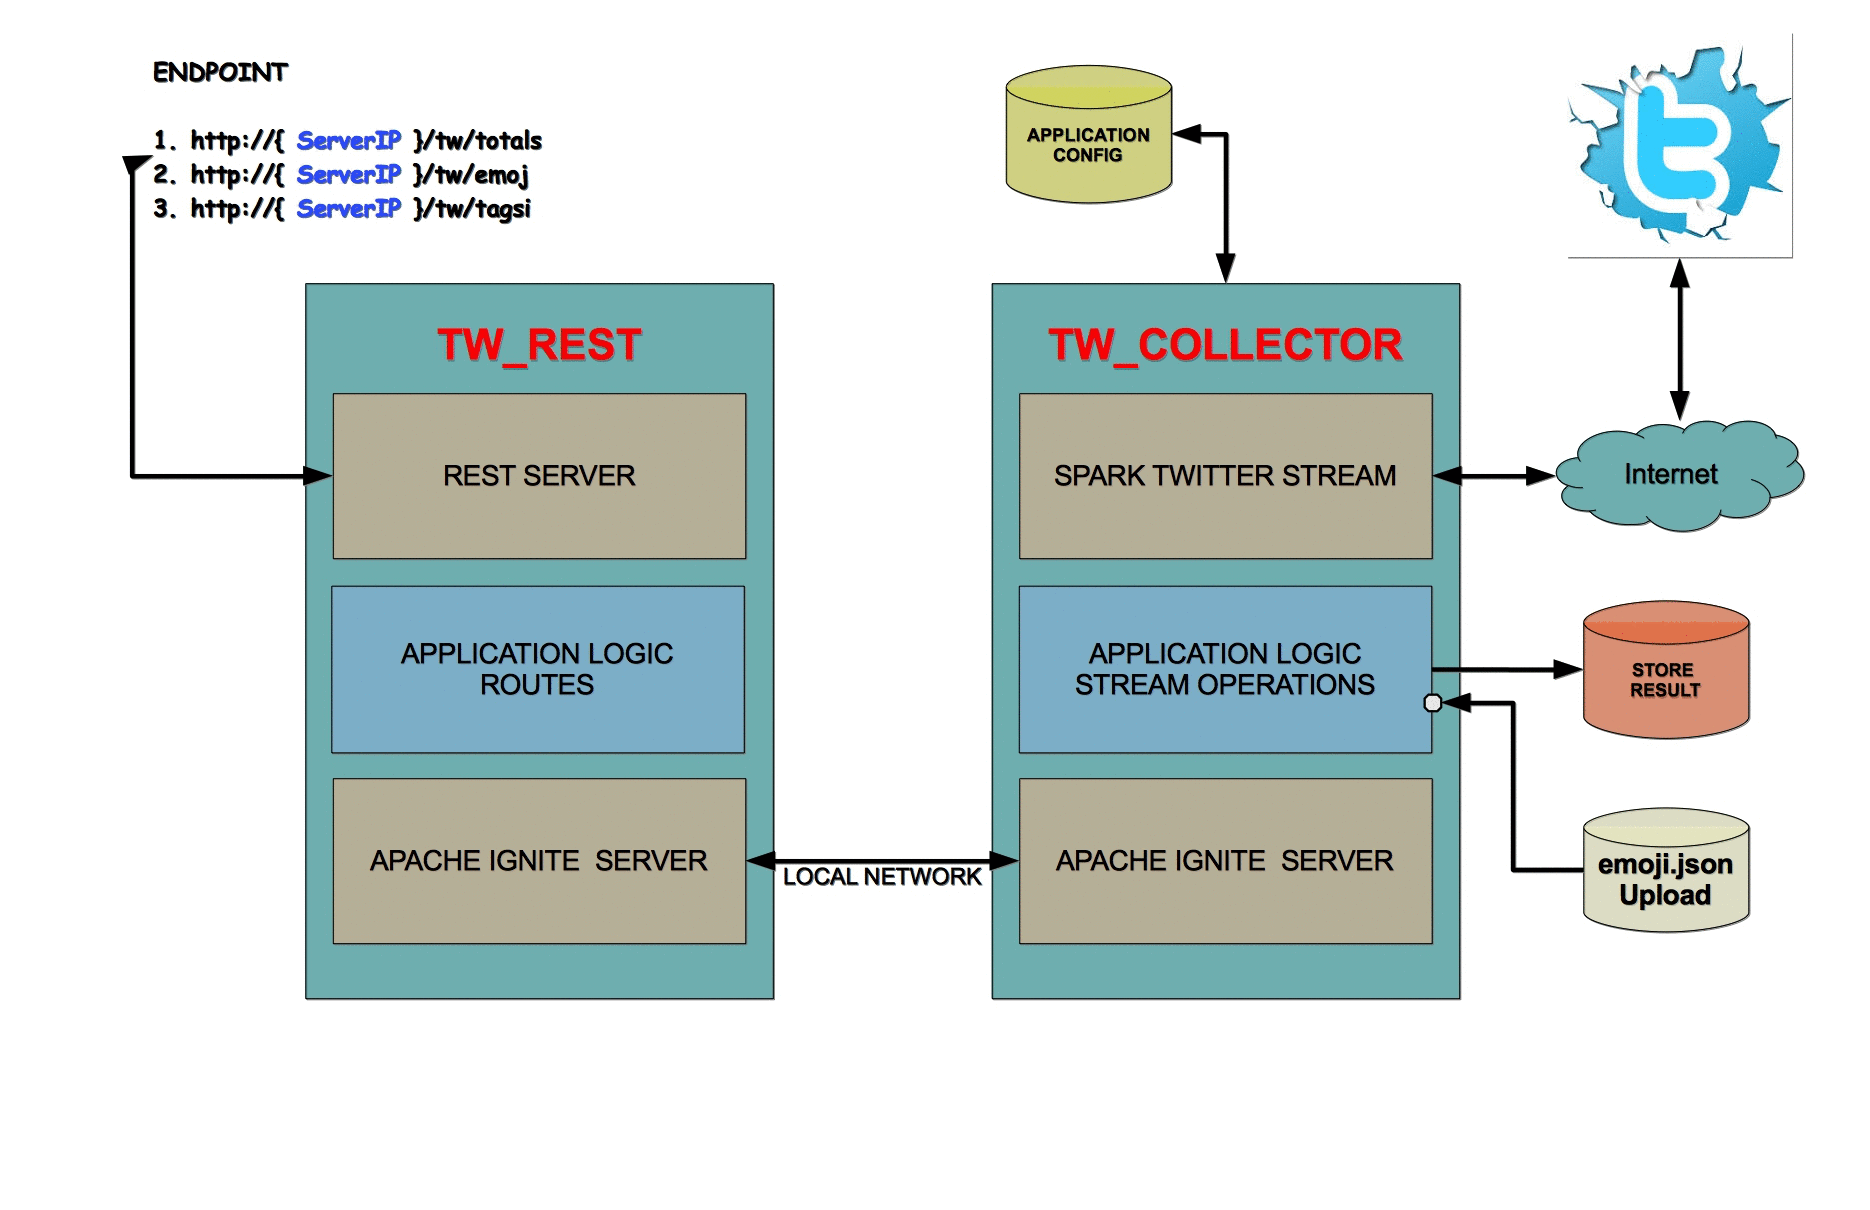 ENDPOINT
1. http://{ ServerIP }/tw/totals
2. http://{ ServerIP }/tw/emoj
3. http://{ ServerIP }/tw/tagsi
APPLICATION
CONFIG
TW_REST
REST SERVER
APPLICATION LOGIC
ROUTES
APACHE IGNITE  SERVER
LOCAL NETWORK
TW_COLLECTOR
SPARK TWITTER STREAM
APPLICATION LOGIC
STREAM OPERATIONS
APACHE IGNITE  SERVER
Internet
STORE
RESULT
emoji.json
Upload